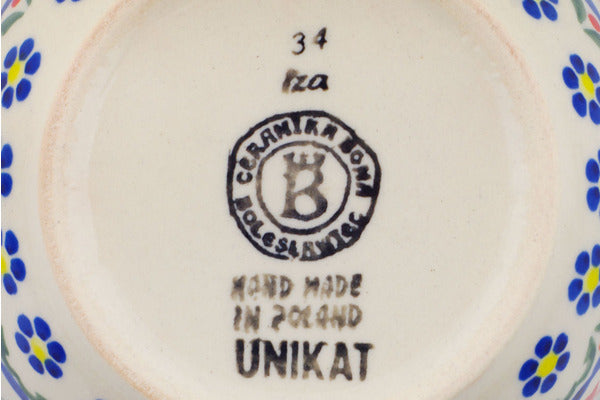 34
Iza
CERAMIKA BONA
BOLESŁAWIEC
B
HAND MADE
IN POLAND
UNIKAT